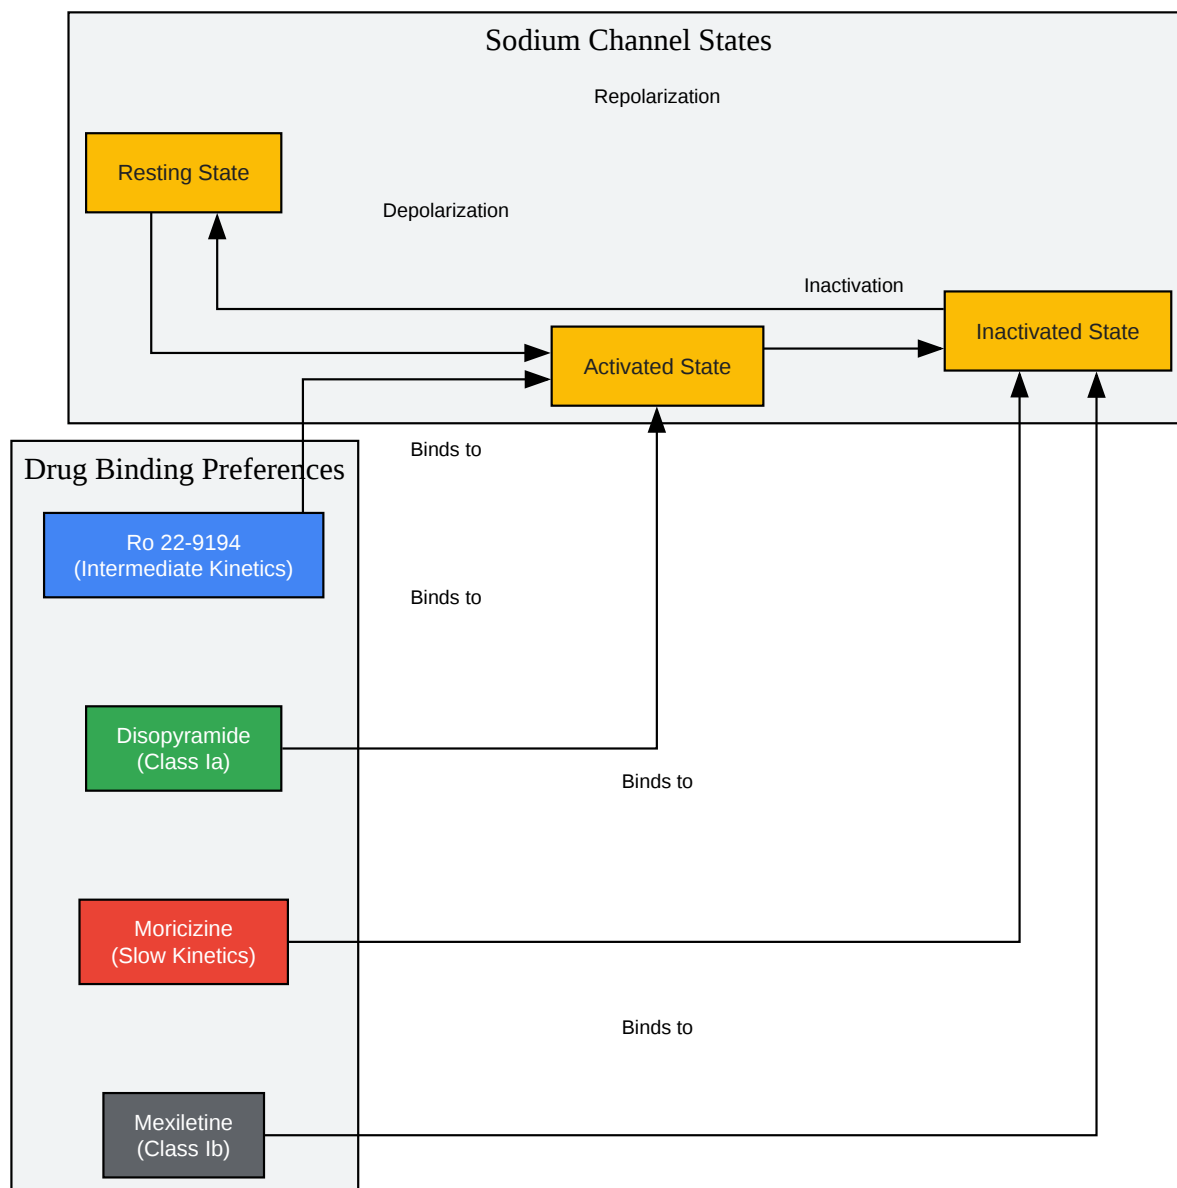 Sodium Channel States
Repolarization
Resting State
Depolarization
Inactivation
Inactivated State
Activated State
Binds to
Drug Binding Preferences
Ro 22-9194
(Intermediate Kinetics)
Binds to
Disopyramide
(Class Ia)
Binds to
Moricizine
(Slow Kinetics)
Binds to
Mexiletine
(Class Ib)